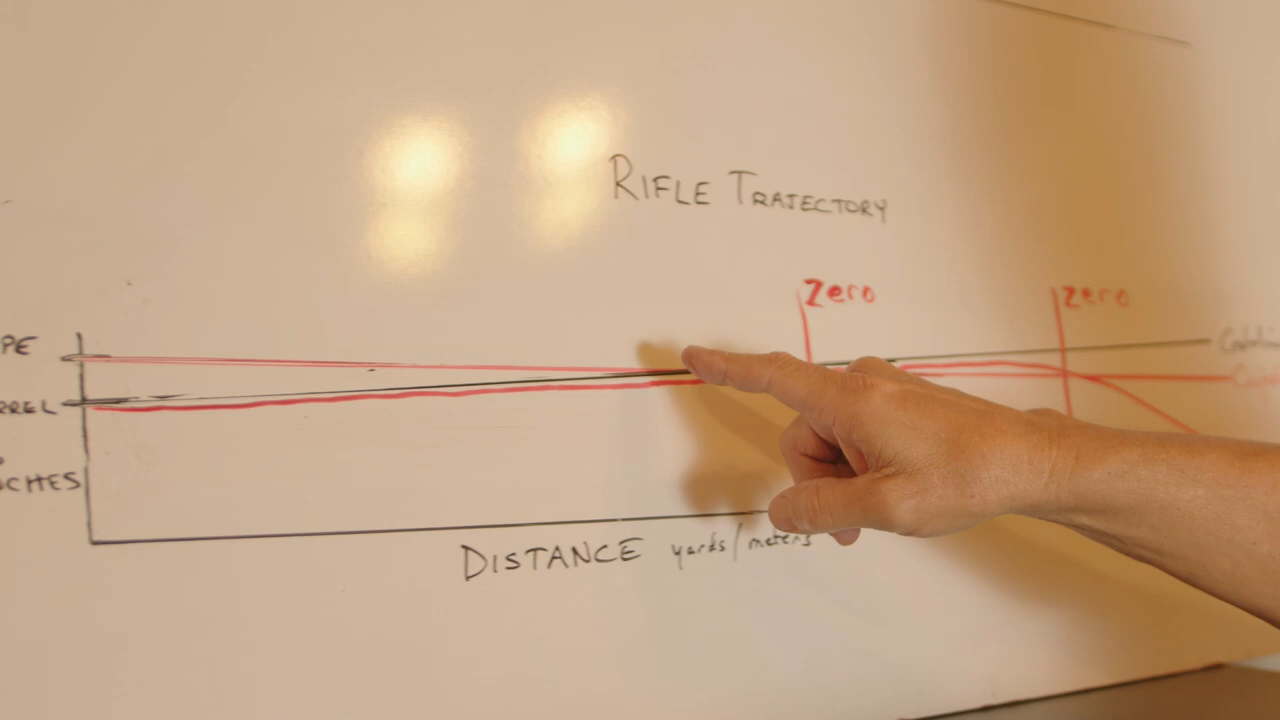 RIFLE TRAJECTORY
Zero
Zero
PE
RREL
CHES
DISTANCE yards/meters